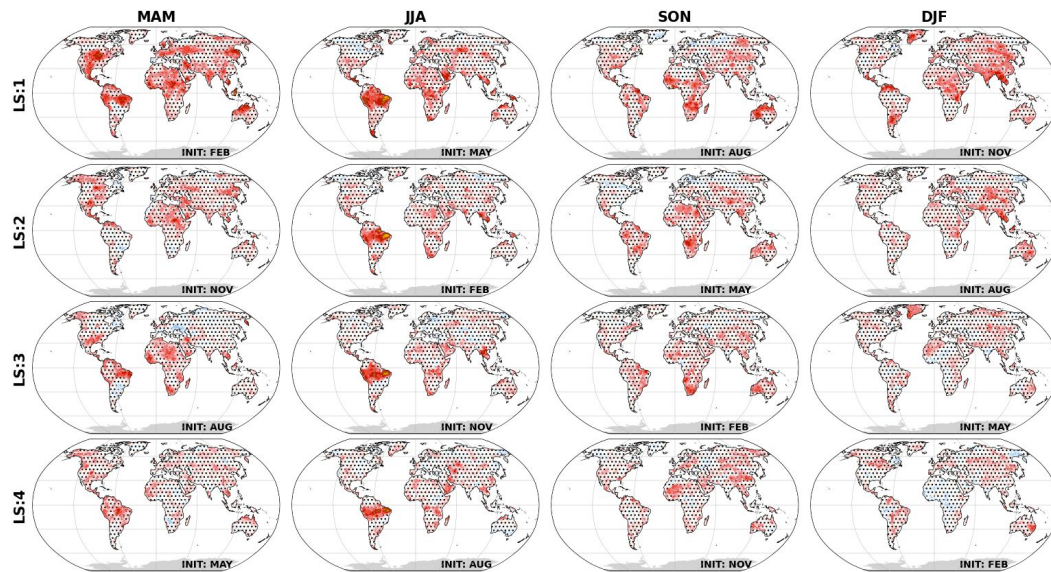 MAM JJA SON DJF
LS:1
INIT: FEB INIT: MAY INIT: AUG INIT: NOV
LS:2
INIT: NOV INIT: FEB INIT: MAY INIT: AUG
LS:3
INIT: AUG INIT: NOV INIT: FEB INIT: MAY
LS:4
INIT: MAY INIT: AUG INIT: NOV INIT: FEB